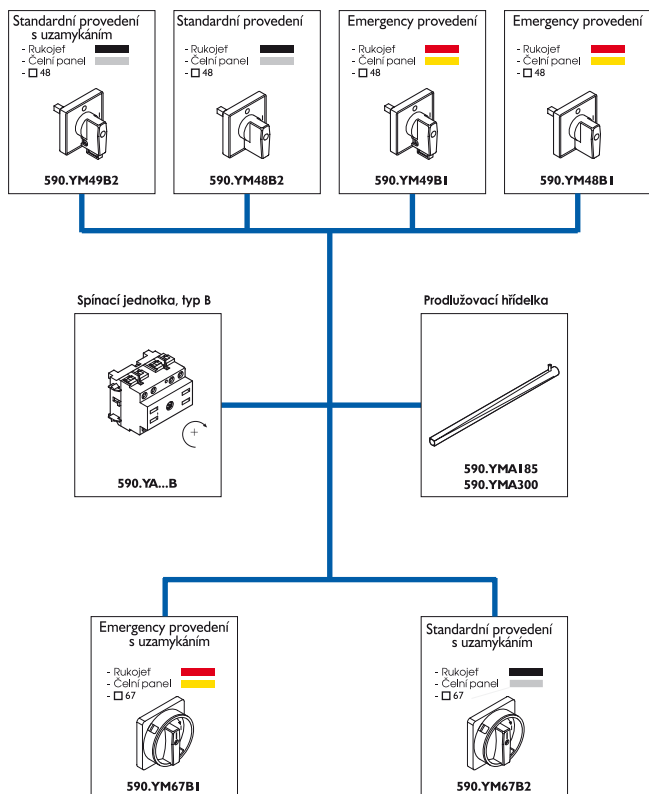 Standardní provedení
s uzamykáním
- Rukojeť
- Čelní panel
- □ 48
590.YM49B2
Standardní provedení
- Rukojeť
- Čelní panel
- □ 48
590.YM48B2
Emergency provedení
- Rukojeť
- Čelní panel
- □ 48
590.YM49B1
Emergency provedení
- Rukojeť
- Čelní panel
- □ 48
590.YM48B1
Spínací jednotka, typ B
590.YA...B
Prodlužovací hřídelka
590.YMA185
590.YMA300
Emergency provedení
s uzamykáním
- Rukojeť
- Čelní panel
- □ 67
590.YM67B1
Standardní provedení
s uzamykáním
- Rukojeť
- Čelní panel
- □ 67
590.YM67B2